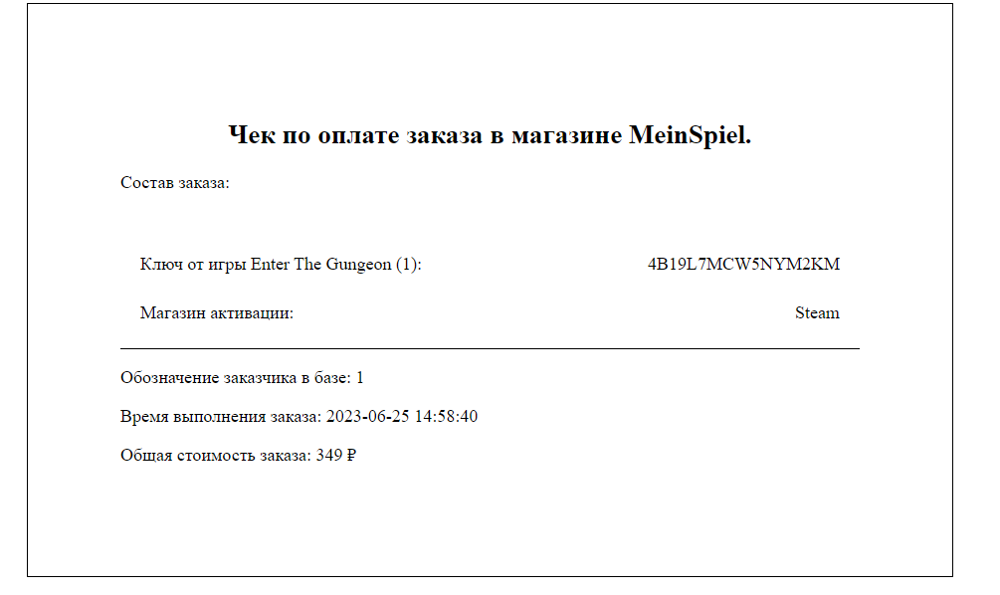 Чек по оплате заказа в магазине MeinSpiel.
Состав заказа:
Ключ от игры Enter The Gungeon (1): 4B19L7MCW5NYM2KM
Магазин активации: Steam
Обозначение заказчика в базе: 1
Время выполнения заказа: 2023-06-25 14:58:40
Общая стоимость заказа: 349 ₽